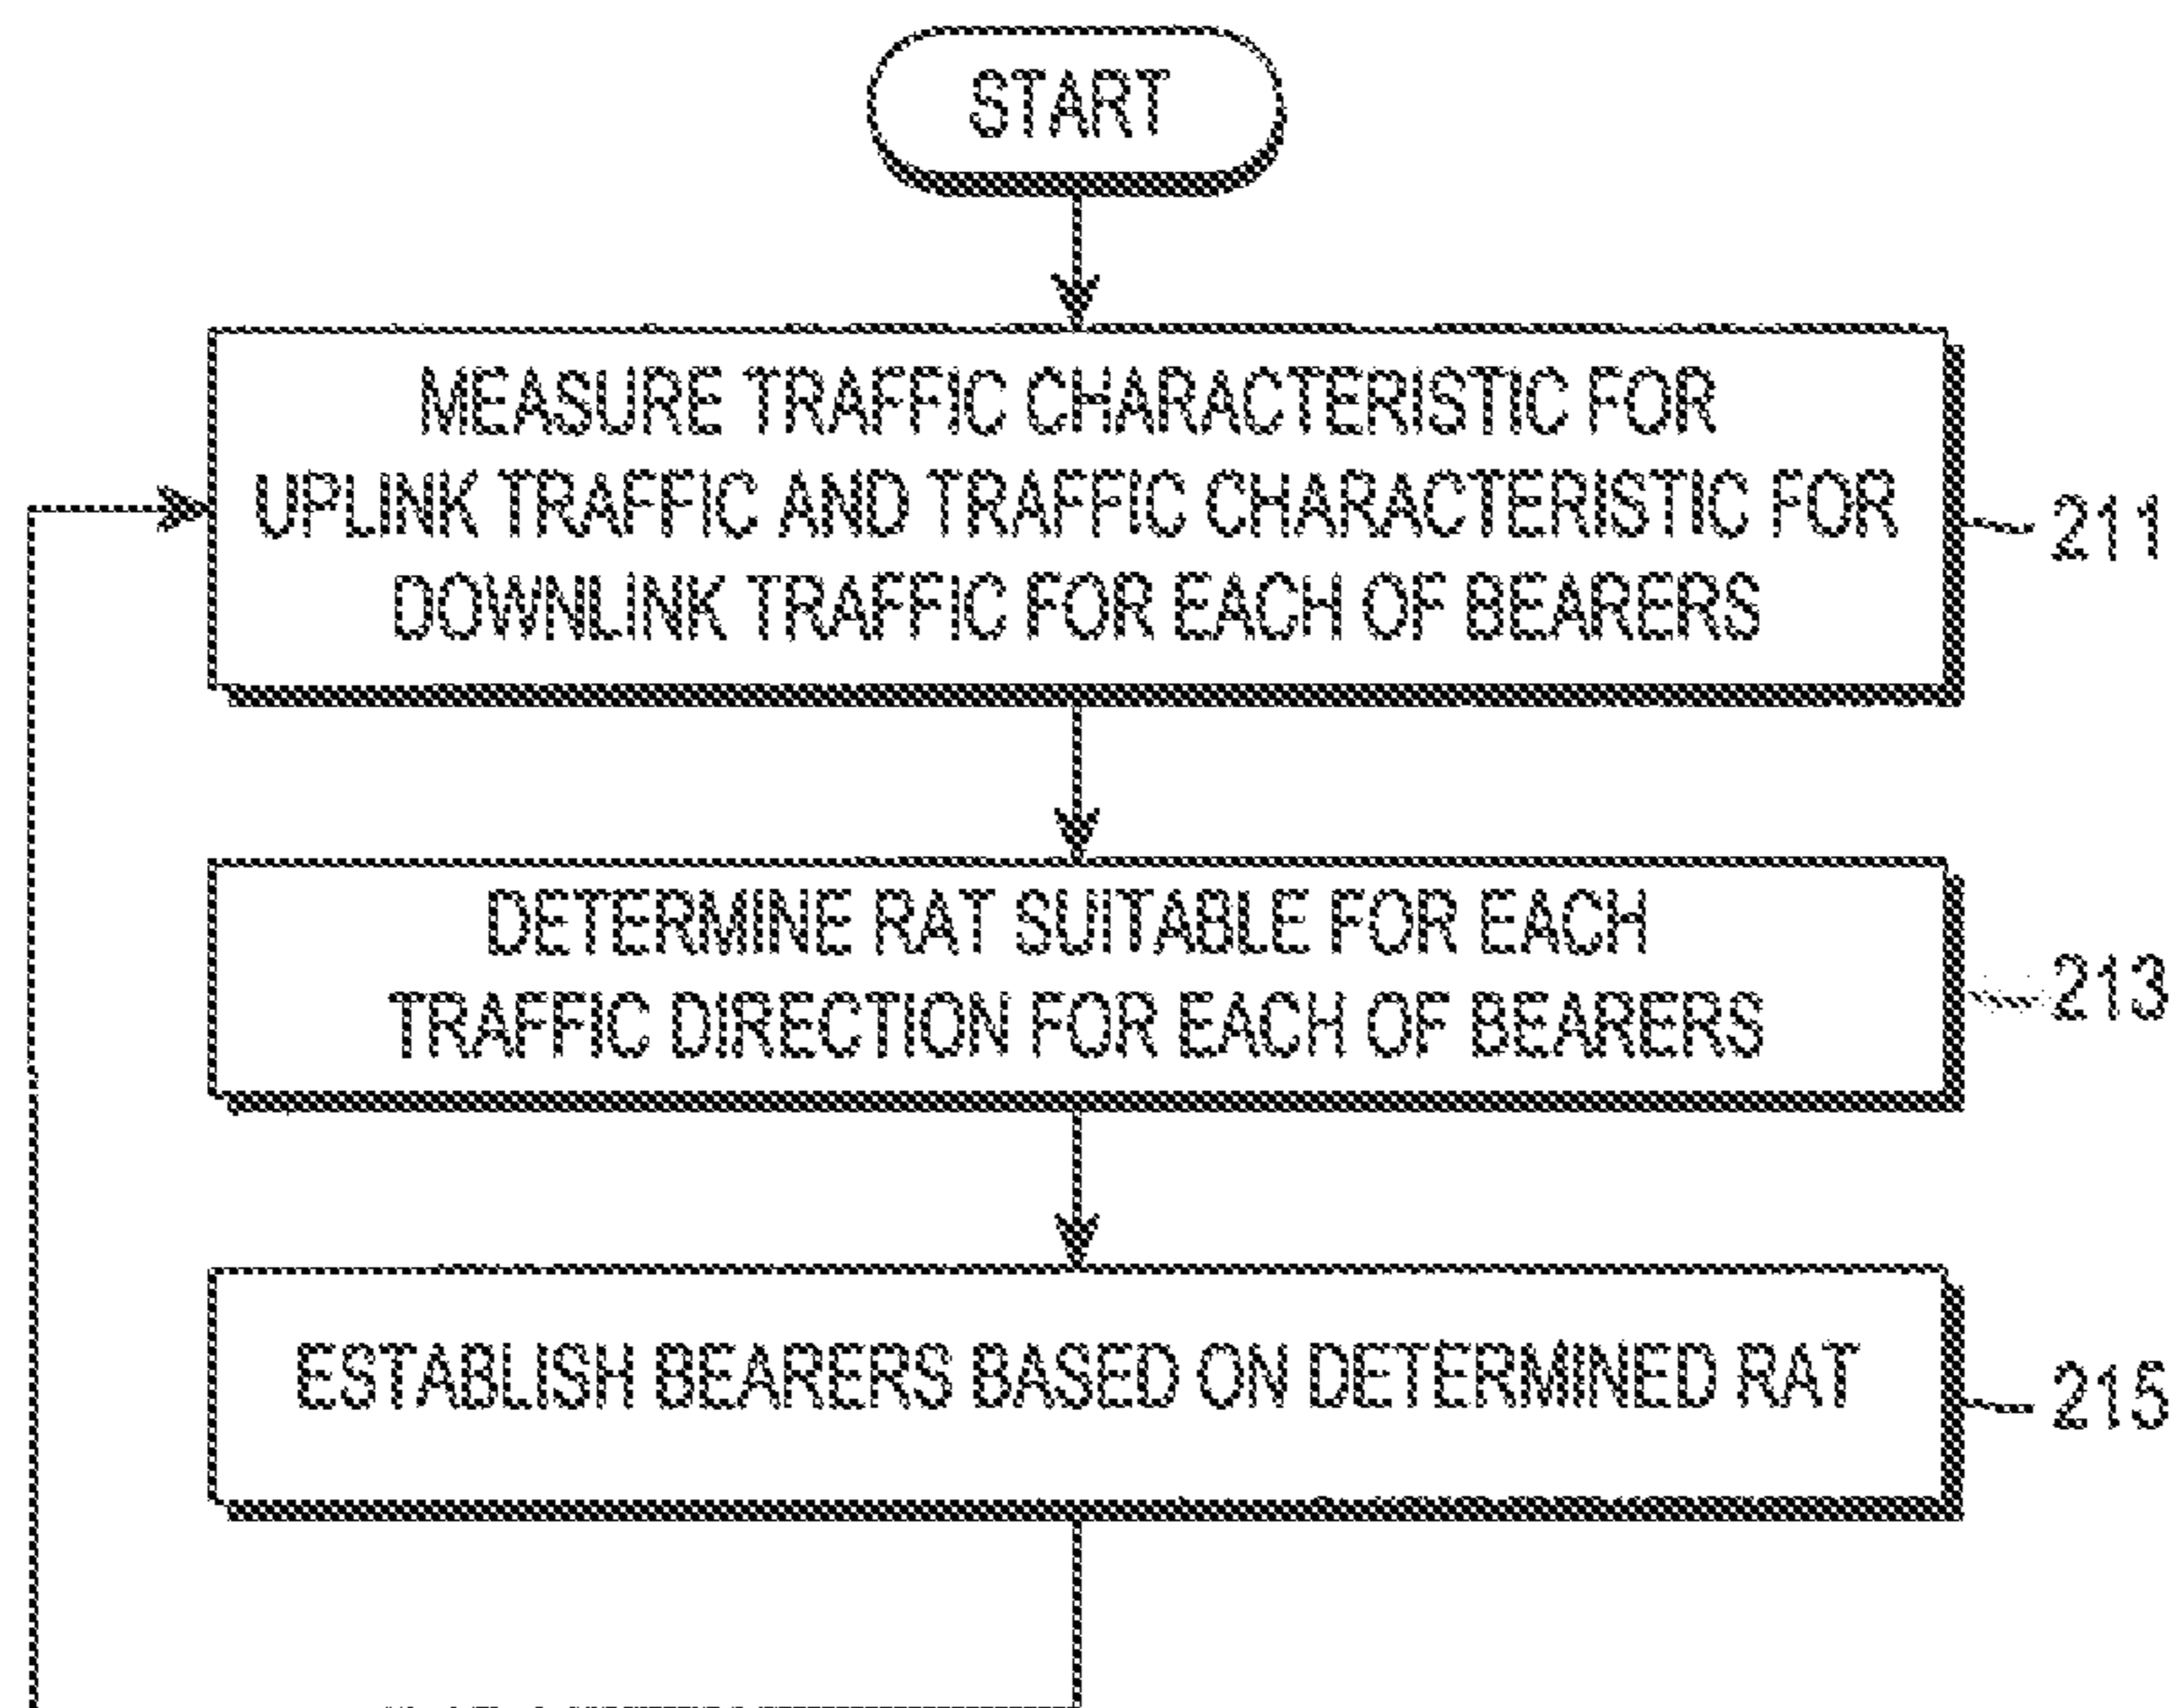 START
MEASURE TRAFFIC CHARACTERISTIC FOR
UPLINK TRAFFIC AND TRAFFIC CHARACTERISTIC FOR
DOWNLINK TRAFFIC FOR EACH OF BEARERS
211
DETERMINE RAT SUITABLE FOR EACH
TRAFFIC DIRECTION FOR EACH OF BEARERS
213
ESTABLISH BEARERS BASED ON DETERMINED RAT
215